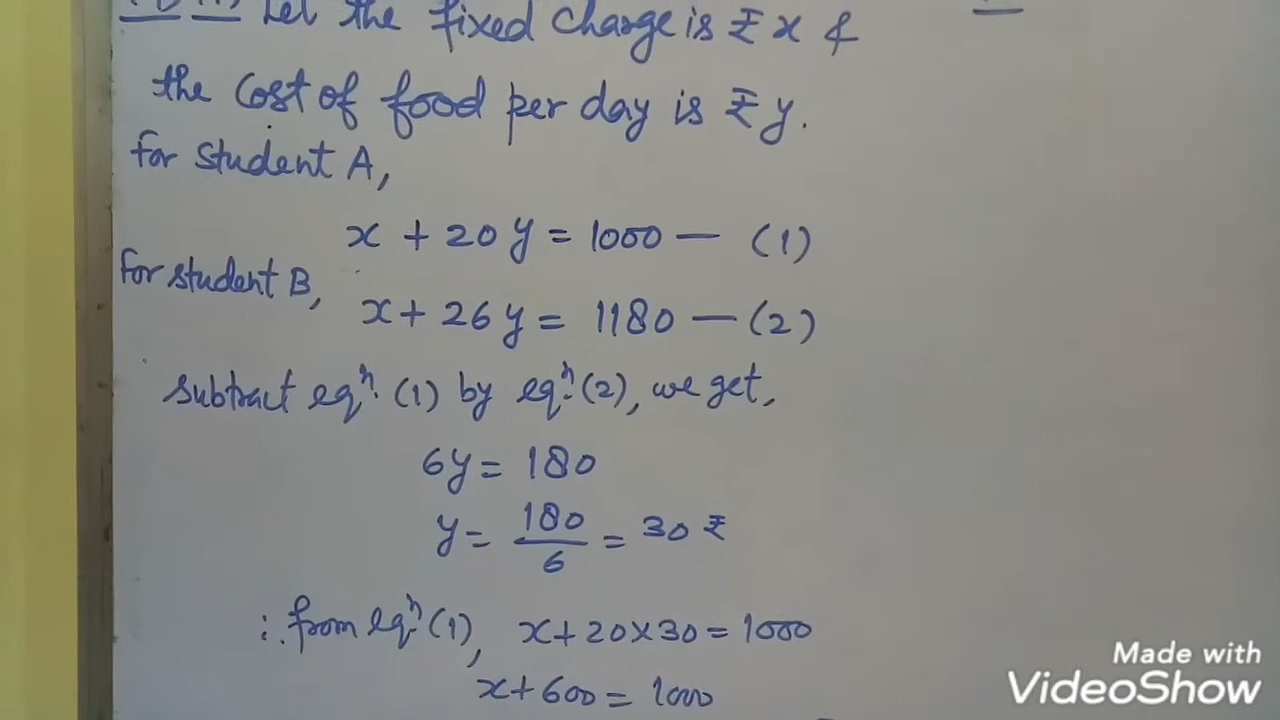 Let the fixed charge is ₹ x &
the cost of food per day is ₹ y.
for student A,
x + 20 y = 1000 — (1)
for student B,
x + 26 y = 1180 — (2)
subtract eqⁿ. (1) by eqⁿ. (2), we get,
6y = 180
y = 180/6 = 30 ₹
∴ from eqⁿ (1), x + 20 × 30 = 1000
x + 600 = 1000
Made with
VideoShow